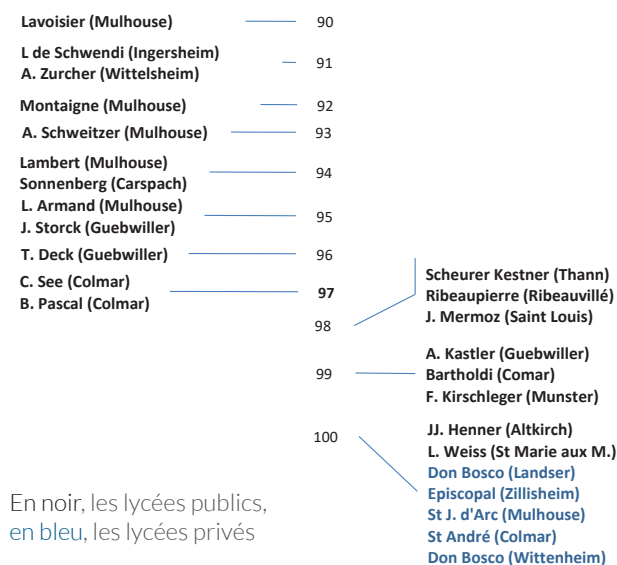 Lavoisier (Mulhouse) 90
L de Schwendi (Ingersheim)
A. Zurcher (Wittelsheim)
91
Montaigne (Mulhouse) 92
A. Schweitzer (Mulhouse) 93
Lambert (Mulhouse)
Sonnenberg (Carspach)
94
L. Armand (Mulhouse)
J. Storck (Guebwiller)
95
T. Deck (Guebwiller) 96
C. See (Colmar)
B. Pascal (Colmar)
97
98
Scheurer Kestner (Thann)
Ribeaupierre (Ribeauvillé)
J. Mermoz (Saint Louis)
99
A. Kastler (Guebwiller)
Bartholdi (Comar)
F. Kirschleger (Munster)
100
JJ. Henner (Altkirch)
L. Weiss (St Marie aux M.)
Don Bosco (Landser)
Episcopal (Zillisheim)
St J. d'Arc (Mulhouse)
St André (Colmar)
Don Bosco (Wittenheim)
En noir, les lycées publics,
en bleu, les lycées privés